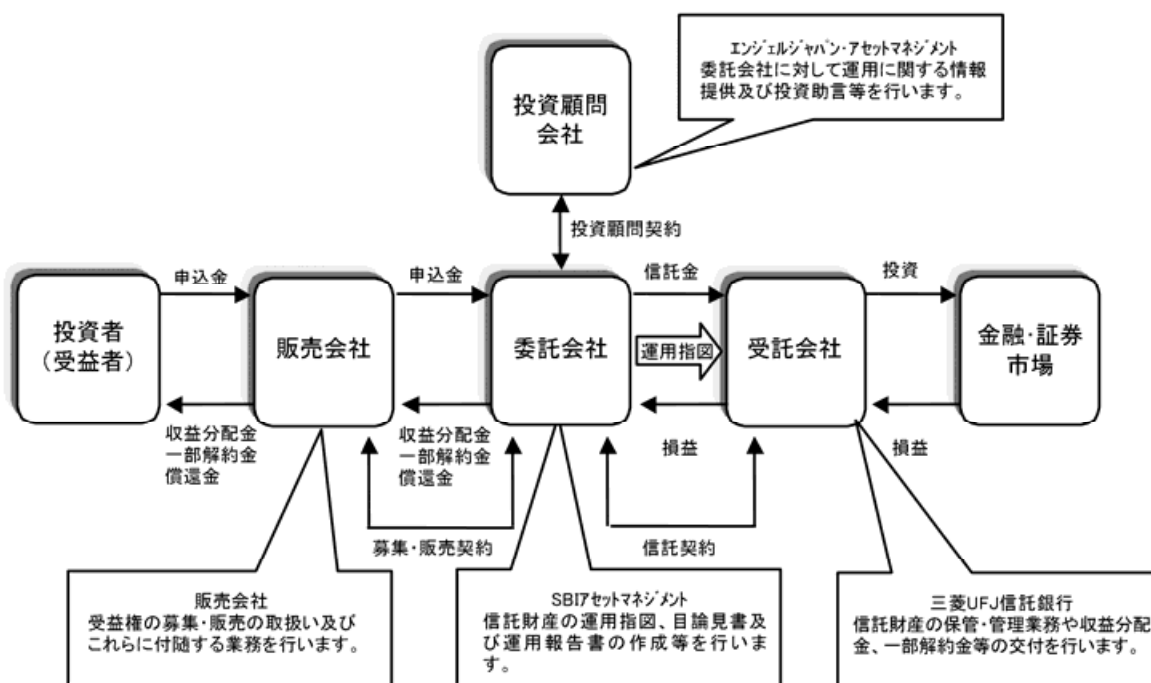 エンジェルジャパン・アセットマネジメント
委託会社に対して運用に関する情報
提供及び投資助言等を行います。
投資顧問
会社
投資顧問契約
申込金
申込金
信託金
投資
投資者
（受益者）
販売会社
委託会社
運用指図
受託会社
金融・証券
市場
収益分配金
一部解約金
償還金
収益分配金
一部解約金
償還金
損益
損益
募集・販売契約
信託契約
販売会社
受益権の募集・販売の取扱い及び
これらに付随する業務を行います。
SBIアセットマネジメント
信託財産の運用指図、目論見書及
び運用報告書の作成等を行いま
す。
三菱UFJ信託銀行
信託財産の保管・管理業務や収益分配
金、一部解約金等の交付を行います。